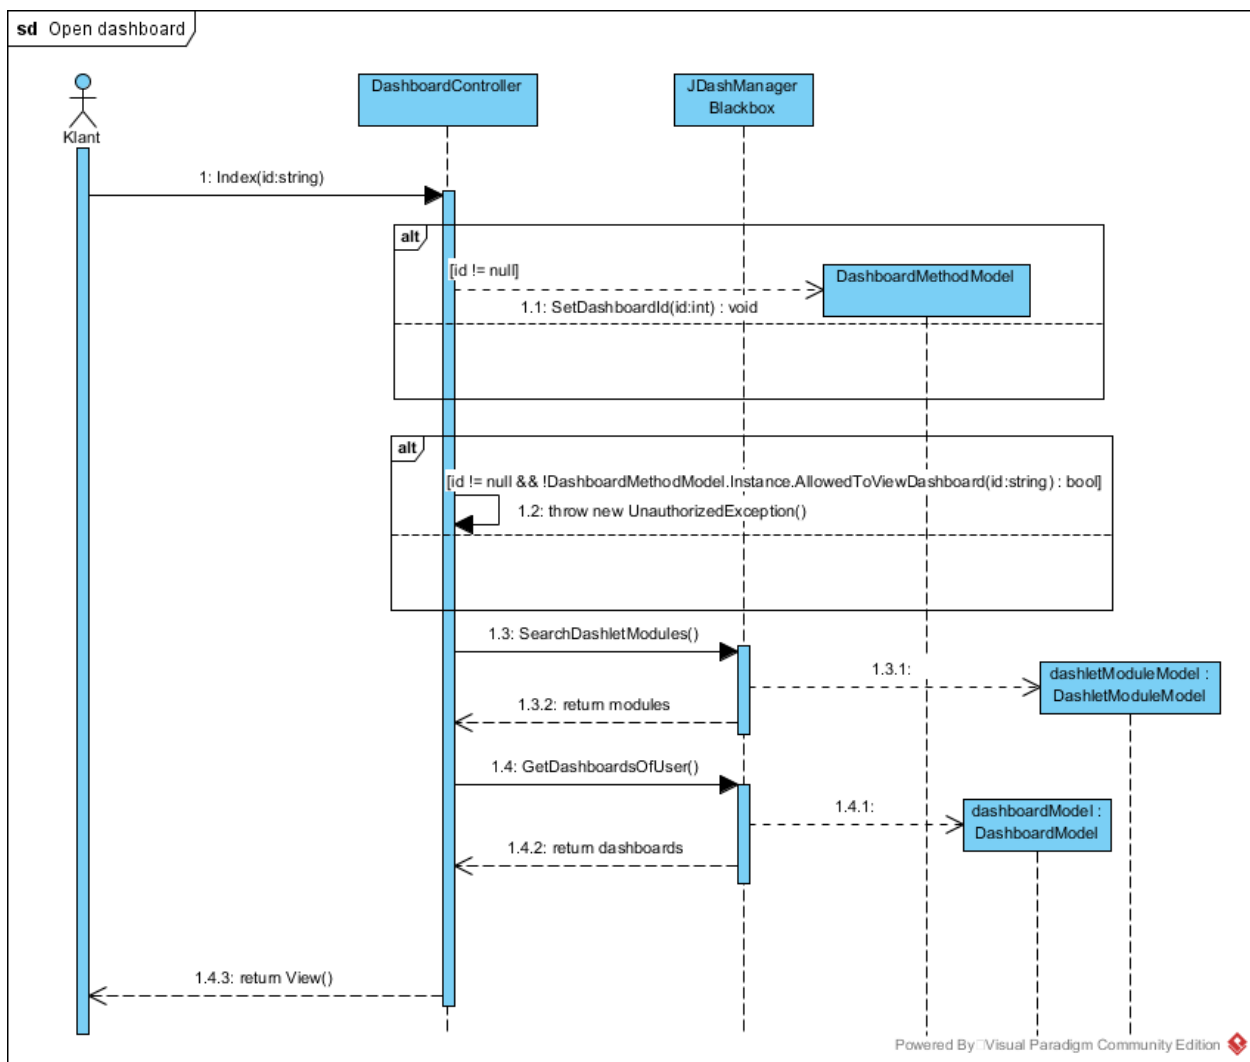 sd Open dashboard
Klant
DashboardController
JDashManager
Blackbox
1: Index(id:string)
alt
[id != null]
DashboardMethodModel
1.1: SetDashboardId(id:int) : void
alt
[id != null && !DashboardMethodModel.Instance.AllowedToViewDashboard(id:string) : bool]
1.2: throw new UnauthorizedException()
1.3: SearchDashletModules()
1.3.1:
dashletModuleModel :
DashletModuleModel
1.3.2: return modules
1.4: GetDashboardsOfUser()
1.4.1:
dashboardModel :
DashboardModel
1.4.2: return dashboards
1.4.3: return View()
Powered By Visual Paradigm Community Edition